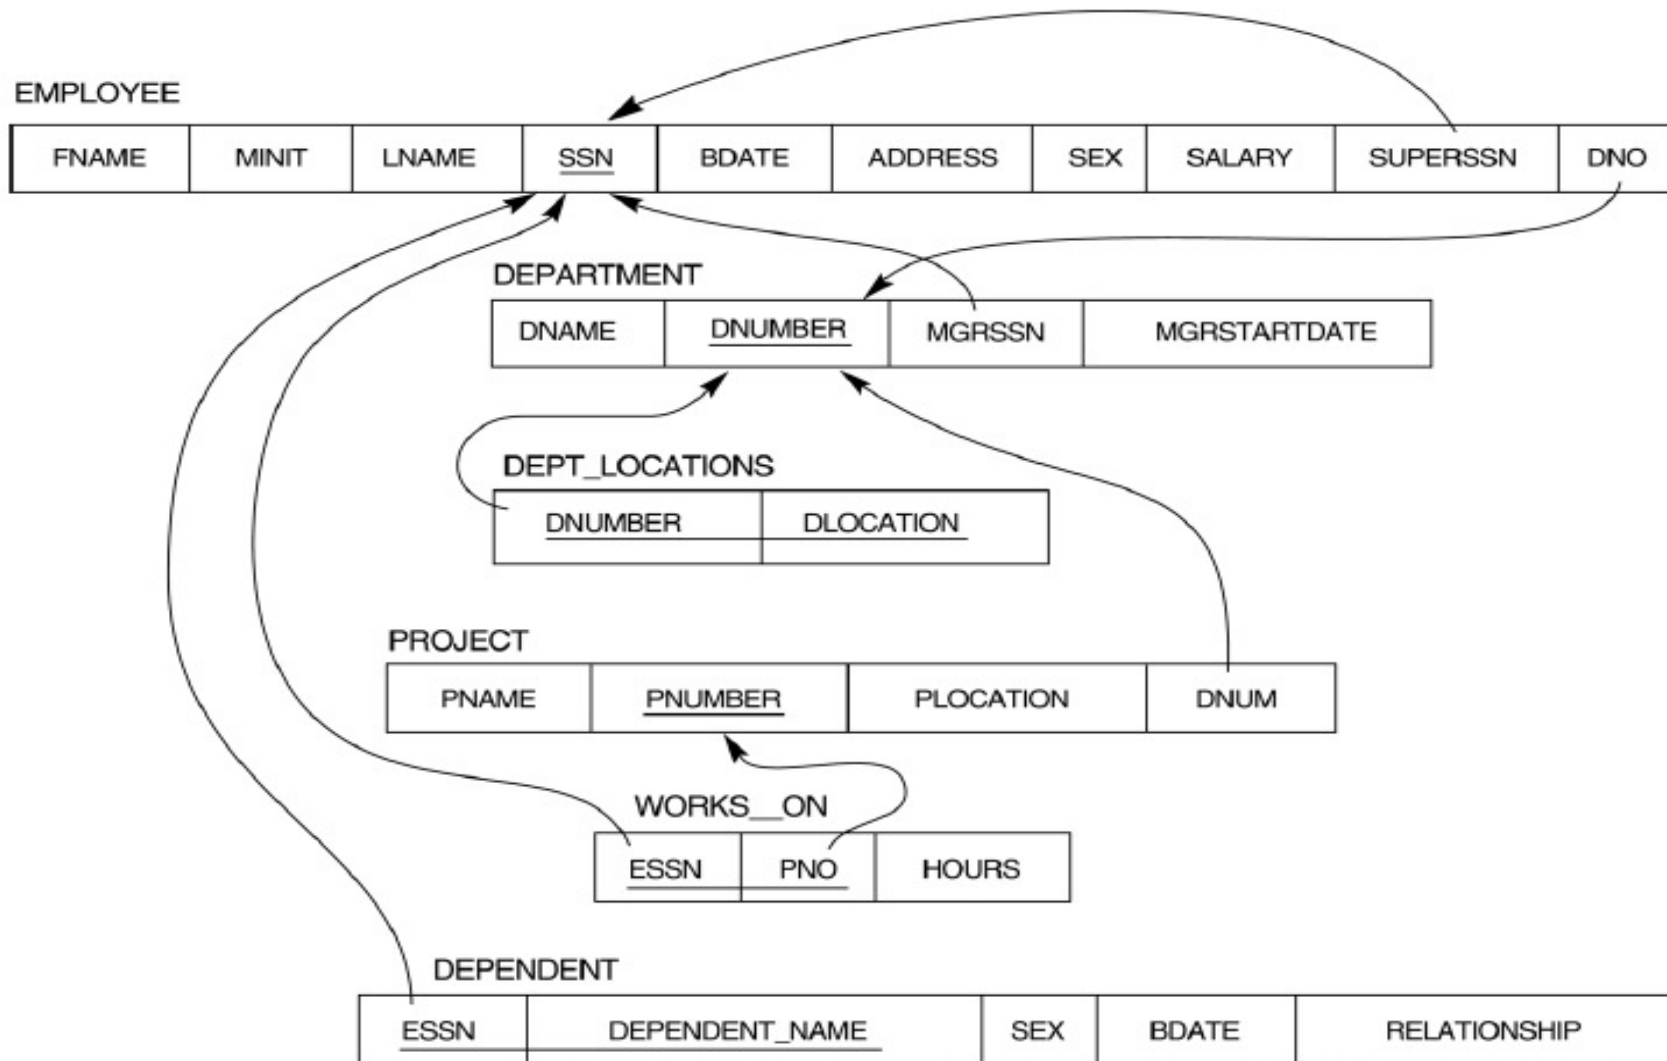 EMPLOYEE
FNAME MINIT LNAME SSN BDATE ADDRESS SEX SALARY SUPERSSN DNO
DEPARTMENT
DNAME DNUMBER MGRSSN MGRSTARTDATE
DEPT_LOCATIONS
DNUMBER DLOCATION
PROJECT
PNAME PNUMBER PLOCATION DNUM
WORKS__ON
ESSN PNO HOURS
DEPENDENT
ESSN DEPENDENT_NAME SEX BDATE RELATIONSHIP